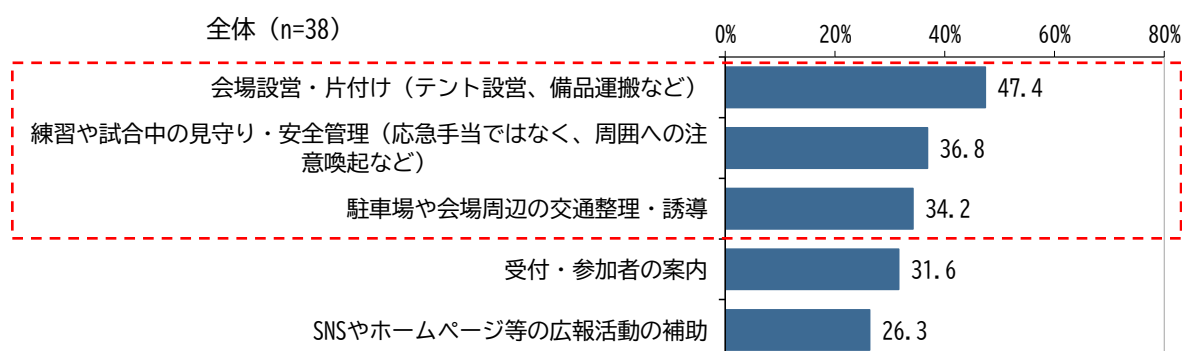 全体（n=38）
0% 20% 40% 60% 80%
会場設営・片付け（テント設営、備品運搬など） 47.4
練習や試合中の見守り・安全管理（応急手当ではなく、周囲への注
意喚起など） 36.8
駐車場や会場周辺の交通整理・誘導 34.2
受付・参加者の案内 31.6
SNSやホームページ等の広報活動の補助 26.3